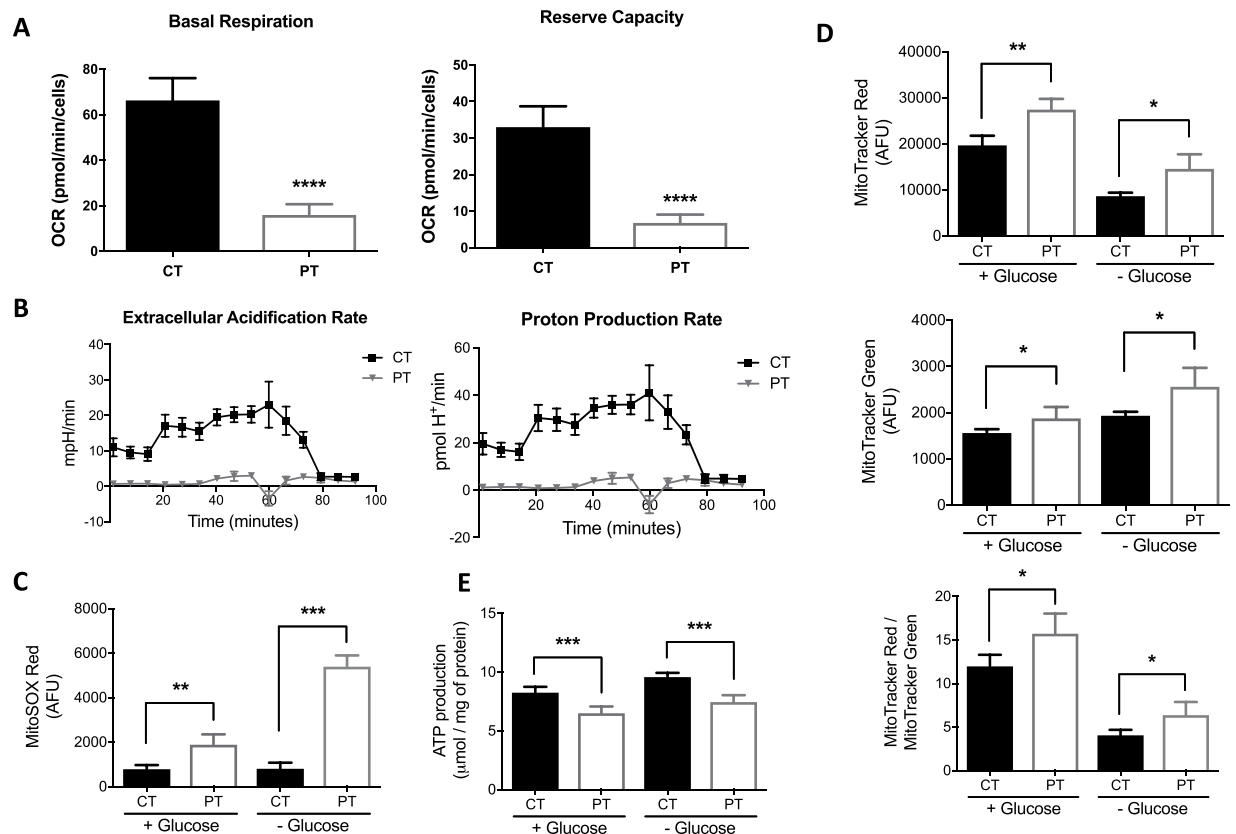 A
Basal Respiration
OCR (pmol/min/cells)
80
60
40
20
0
****
CT
PT
Reserve Capacity
OCR (pmol/min/cells)
50
40
30
20
10
0
****
CT
PT
B
Extracellular Acidification Rate
mpH/min
40
30
20
10
0
-10
20
40
60
80
100
Time (minutes)
CT
PT
Proton Production Rate
pmol H⁺/min
60
40
20
0
-20
20
40
60
80
100
Time (minutes)
CT
PT
C
MitoSOX Red
(AFU)
8000
6000
4000
2000
0
**
***
CT
PT
CT
PT
+ Glucose
- Glucose
D
MitoTracker Red
(AFU)
40000
30000
20000
10000
0
**
*
CT
PT
CT
PT
+ Glucose
- Glucose
MitoTracker Green
(AFU)
4000
3000
2000
1000
0
*
*
CT
PT
CT
PT
+ Glucose
- Glucose
MitoTracker Red /
MitoTracker Green
20
15
10
5
0
*
*
CT
PT
CT
PT
+ Glucose
- Glucose
E
ATP production
(μmol / mg of protein)
15
10
5
0
***
***
CT
PT
CT
PT
+ Glucose
- Glucose